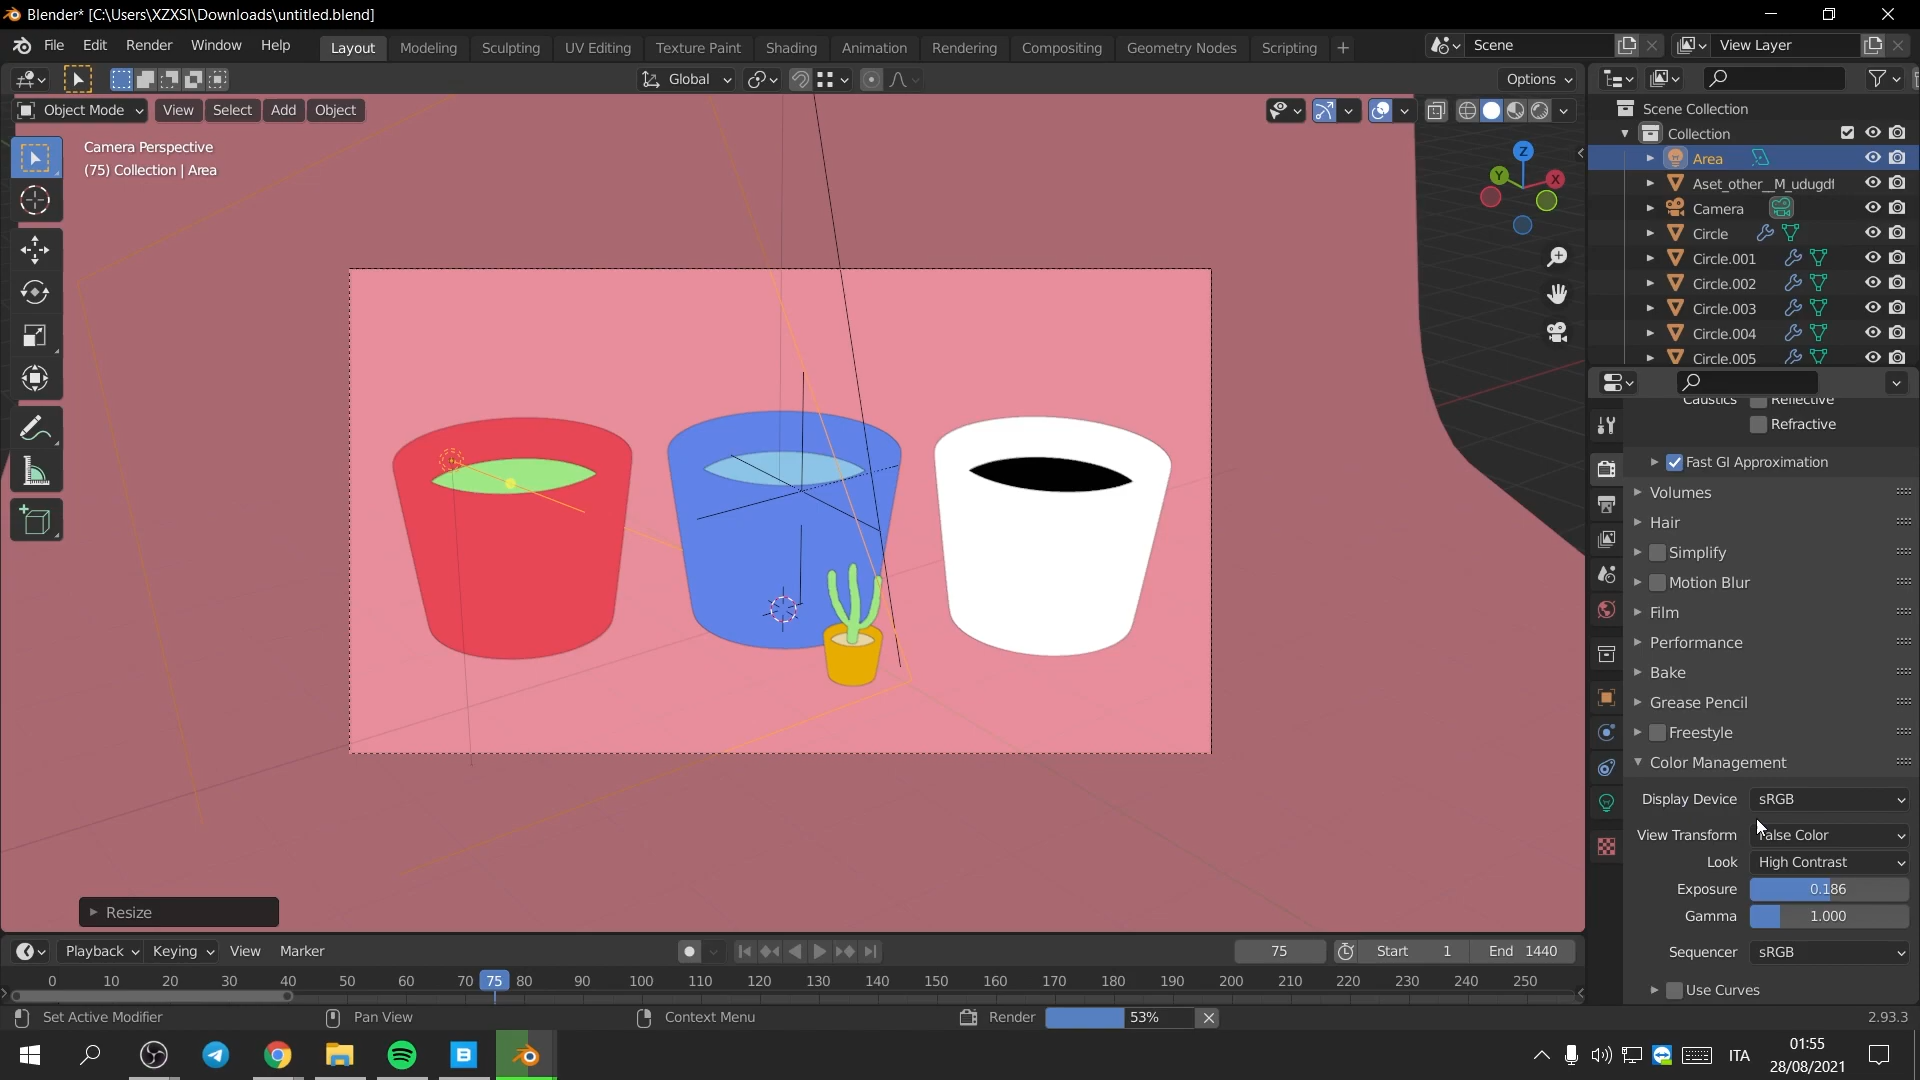 Blender* [C:\Users\XZXSI\Downloads\untitled.blend]
File Edit Render Window Help
Layout Modeling Sculpting UV Editing Texture Paint Shading Animation Rendering Compositing Geometry Nodes Scripting +
Scene
View Layer
Global
Options
Object Mode View Select Add Object
Camera Perspective
(75) Collection | Area
Z
Y
X
Scene Collection
Collection
Area
Aset_other__M_udugdl
Camera
Circle
Circle.001
Circle.002
Circle.003
Circle.004
Circle.005
Caustics Reflective
Refractive
Fast GI Approximation
Volumes
Hair
Simplify
Motion Blur
Film
Performance
Bake
Grease Pencil
Freestyle
Color Management
Display Device sRGB
View Transform False Color
Look High Contrast
Exposure 0.186
Gamma 1.000
Sequencer sRGB
Use Curves
Resize
Playback Keying View Marker
75 Start 1 End 1440
0 10 20 30 40 50 60 70 75 80 90 100 110 120 130 140 150 160 170 180 190 200 210 220 230 240 250
Set Active Modifier Pan View Context Menu Render 53% 2.93.3
ITA
01:55
28/08/2021